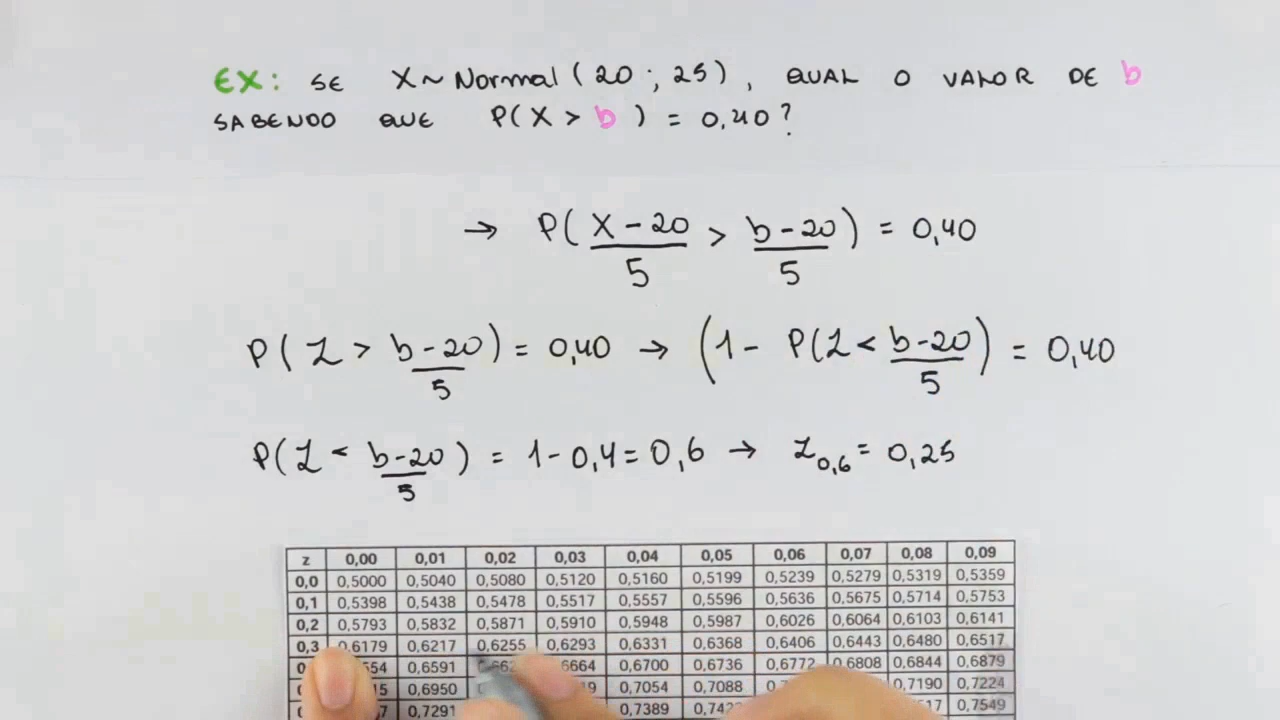 EX: SE X ~ Normal ( 20 ; 25 ) , QUAL O VALOR DE b
SABENDO QUE P( X > b ) = 0,40 ?
→ P( X - 20 / 5 > b - 20 / 5 ) = 0,40
P( Z > b - 20 / 5 ) = 0,40 → ( 1 - P( Z < b - 20 / 5 ) = 0,40
P( Z < b - 20 / 5 ) = 1 - 0,4 = 0,6 → Z0,6 = 0,25
z 0,00 0,01 0,02 0,03 0,04 0,05 0,06 0,07 0,08 0,09
0,0 0,5000 0,5040 0,5080 0,5120 0,5160 0,5199 0,5239 0,5279 0,5319 0,5359
0,1 0,5398 0,5438 0,5478 0,5517 0,5557 0,5596 0,5636 0,5675 0,5714 0,5753
0,2 0,5793 0,5832 0,5871 0,5910 0,5948 0,5987 0,6026 0,6064 0,6103 0,6141
0,3 0,6179 0,6217 0,6255 0,6293 0,6331 0,6368 0,6406 0,6443 0,6480 0,6517
0,6591 0,6700 0,6736 0,6772 0,6808 0,6844 0,6879
0,6950 0,7054 0,7088 0,7190 0,7224
0,7291 0,7389 0,7549